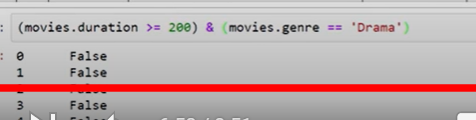 : (movies.duration >= 200) & (movies.genre == 'Drama')
: 0 False
1 False
3 False